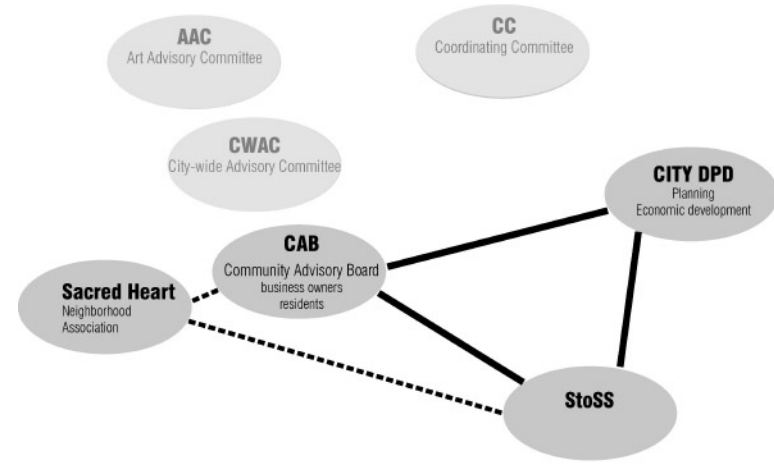 AAC
Art Advisory Committee
CC
Coordinating Committee
CWAC
City-wide Advisory Committee
CITY DPD
Planning
Economic development
CAB
Community Advisory Board
business owners
residents
Sacred Heart
Neighborhood
Association
StoSS